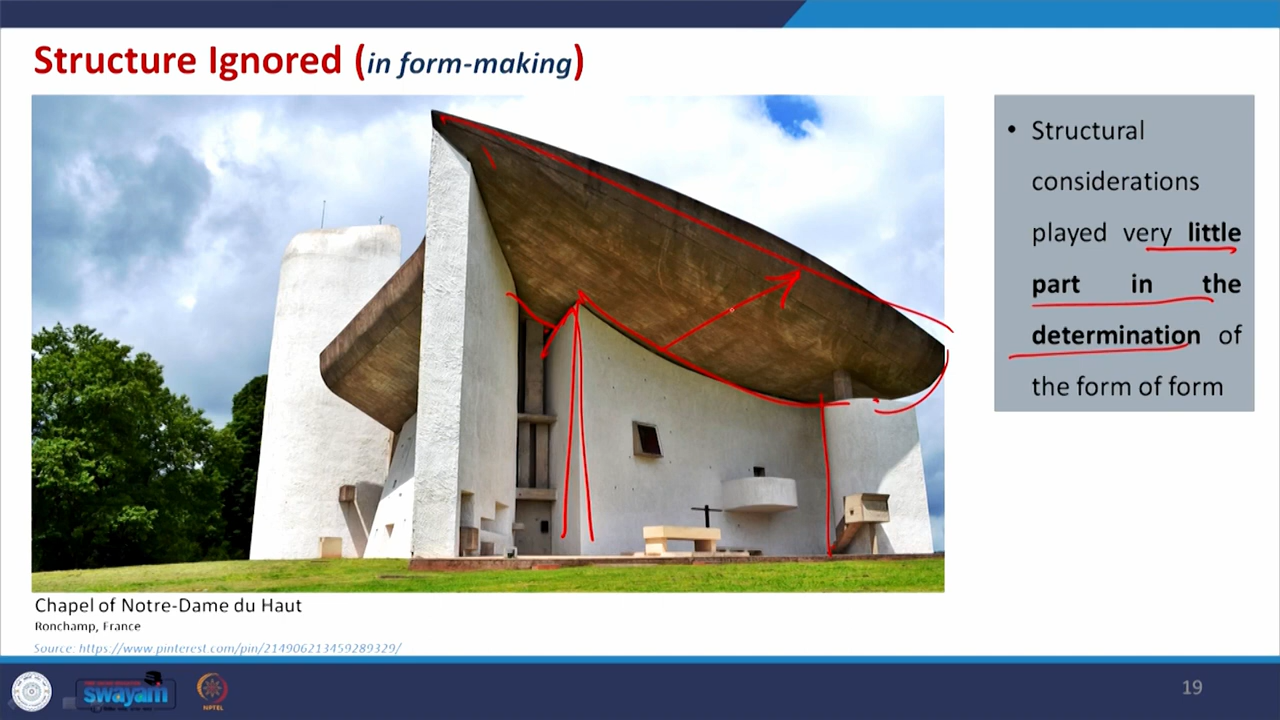 Structure Ignored (in form-making)
• Structural
considerations
played very little
part in the
determination of
the form of form
Chapel of Notre-Dame du Haut
Ronchamp, France
Source: https://www.pinterest.com/pin/214906213459289329/
swayam
NPTEL
19